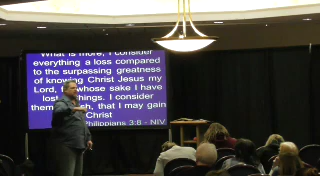 What is more, I consider
everything a loss compared
to the surpassing greatness
of knowing Christ Jesus my
Lord, for whose sake I have
lost things. I consider
them that I may gain
Christ
Philippians 3:8 - NIV